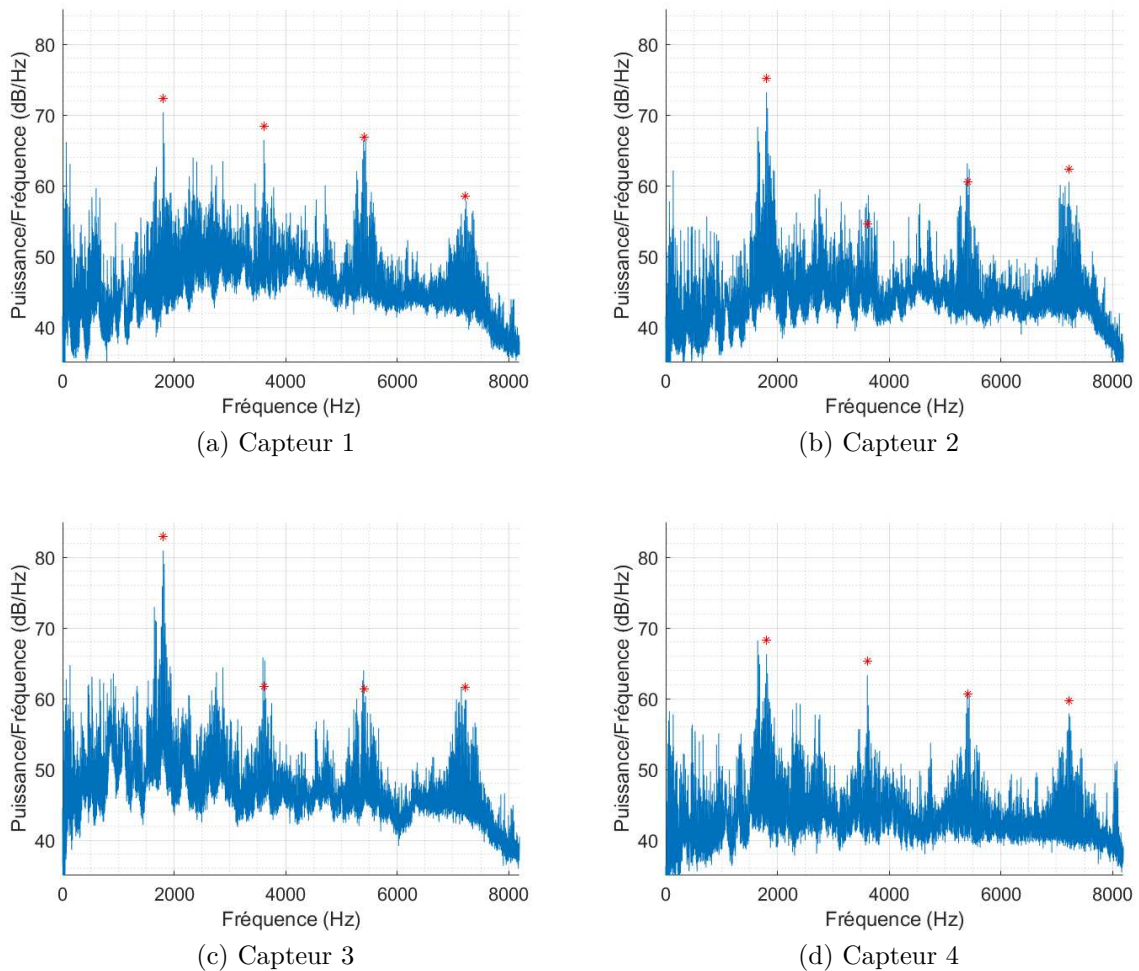 Puissance/Fréquence (dB/Hz)
80
70
60
50
40
0 2000 4000 6000 8000
Fréquence (Hz)
(a) Capteur 1
Puissance/Fréquence (dB/Hz)
80
70
60
50
40
0 2000 4000 6000 8000
Fréquence (Hz)
(b) Capteur 2
Puissance/Fréquence (dB/Hz)
80
70
60
50
40
0 2000 4000 6000 8000
Fréquence (Hz)
(c) Capteur 3
Puissance/Fréquence (dB/Hz)
80
70
60
50
40
0 2000 4000 6000 8000
Fréquence (Hz)
(d) Capteur 4